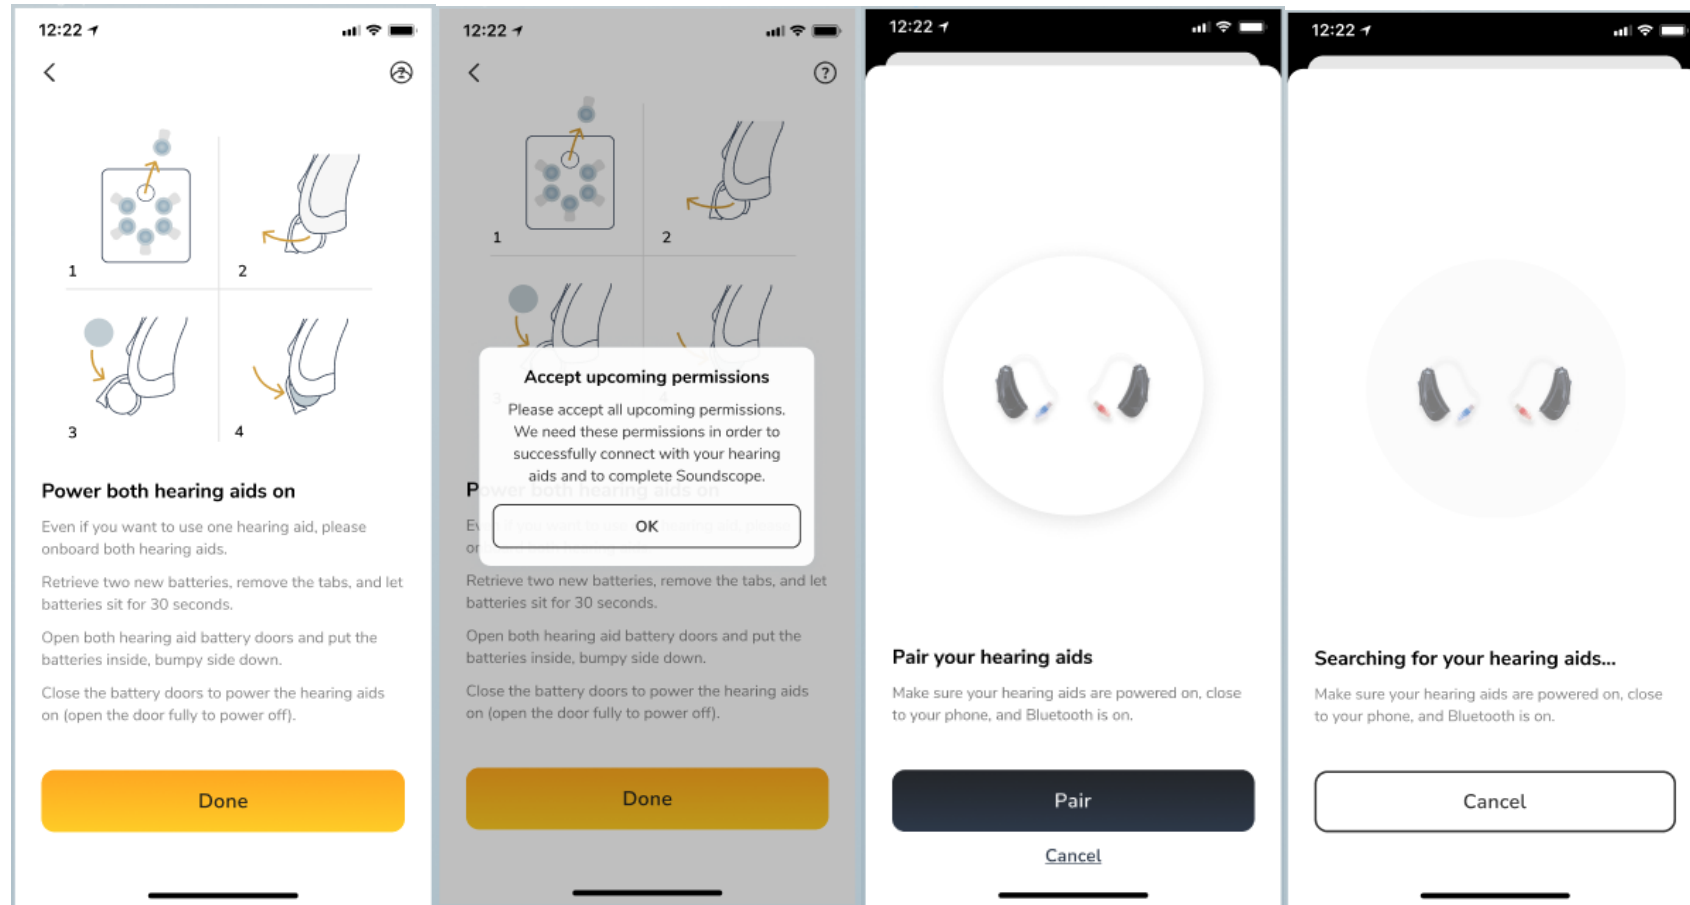 12:22
1
2
3
4
Power both hearing aids on
Even if you want to use one hearing aid, please
onboard both hearing aids.
Retrieve two new batteries, remove the tabs, and let
batteries sit for 30 seconds.
Open both hearing aid battery doors and put the
batteries inside, bumpy side down.
Close the battery doors to power the hearing aids
on (open the door fully to power off).
Done
12:22
?
1
2
3
4
Accept upcoming permissions
Please accept all upcoming permissions.
We need these permissions in order to
successfully connect with your hearing
aids and to complete Soundscope.
OK
Power both hearing aids on
Retrieve two new batteries, remove the tabs, and let
batteries sit for 30 seconds.
Open both hearing aid battery doors and put the
batteries inside, bumpy side down.
Close the battery doors to power the hearing aids
on (open the door fully to power off).
Done
12:22
Pair your hearing aids
Make sure your hearing aids are powered on, close
to your phone, and Bluetooth is on.
Pair
Cancel
12:22
Searching for your hearing aids...
Make sure your hearing aids are powered on, close
to your phone, and Bluetooth is on.
Cancel